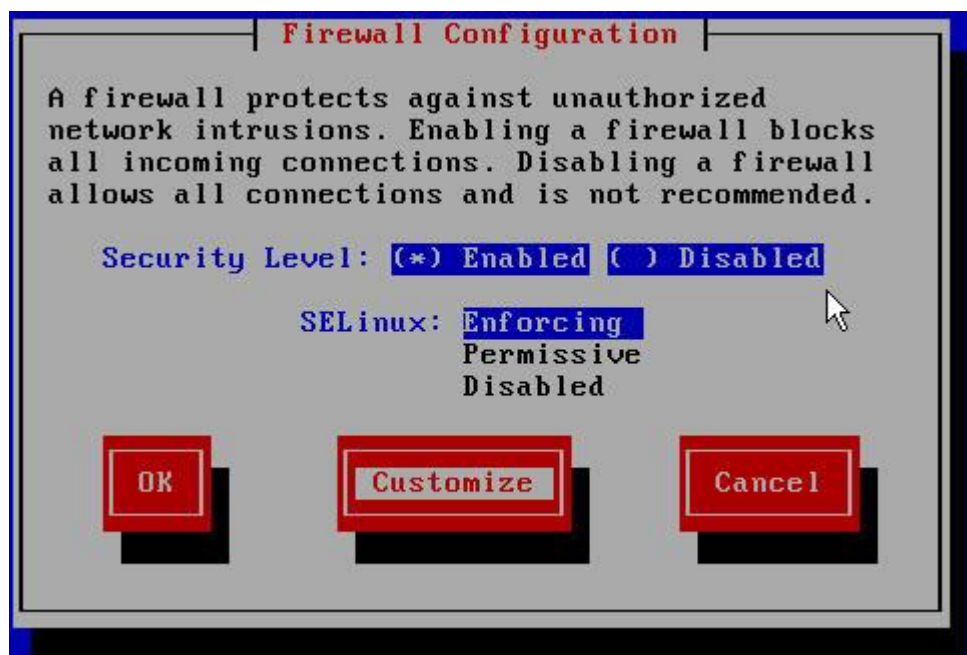 Firewall Configuration
A firewall protects against unauthorized
network intrusions. Enabling a firewall blocks
all incoming connections. Disabling a firewall
allows all connections and is not recommended.
Security Level: (*) Enabled ( ) Disabled
SELinux: Enforcing
Permissive
Disabled
OK Customize Cancel